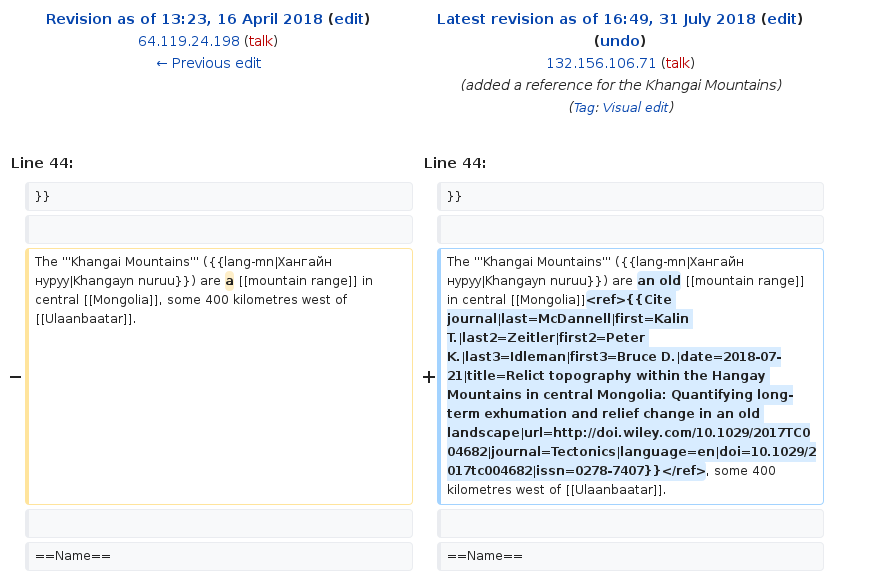 Revision as of 13:23, 16 April 2018 (edit)
64.119.24.198 (talk)
← Previous edit
Latest revision as of 16:49, 31 July 2018 (edit)
(undo)
132.156.106.71 (talk)
(added a reference for the Khangai Mountains)
(Tag: Visual edit)
Line 44:
Line 44:
}}
}}
−
The '''Khangai Mountains''' ({{lang-mn|Хангайн
нуруу|Khangayn nuruu}}) are a [[mountain range]] in
central [[Mongolia]], some 400 kilometres west of
[[Ulaanbaatar]].
+
The '''Khangai Mountains''' ({{lang-mn|Хангайн
нуруу|Khangayn nuruu}}) are an old [[mountain range]]
in central [[Mongolia]]<ref>{{Cite
journal|last=McDannell|first=Kalin
T.|last2=Zeitler|first2=Peter
K.|last3=Idleman|first3=Bruce D.|date=2018-07-
21|title=Relict topography within the Hangay
Mountains in central Mongolia: Quantifying long-
term exhumation and relief change in an old
landscape|url=http://doi.wiley.com/10.1029/2017TC0
04682|journal=Tectonics|language=en|doi=10.1029/2
017tc004682|issn=0278-7407}}</ref>, some 400
kilometres west of [[Ulaanbaatar]].
==Name==
==Name==